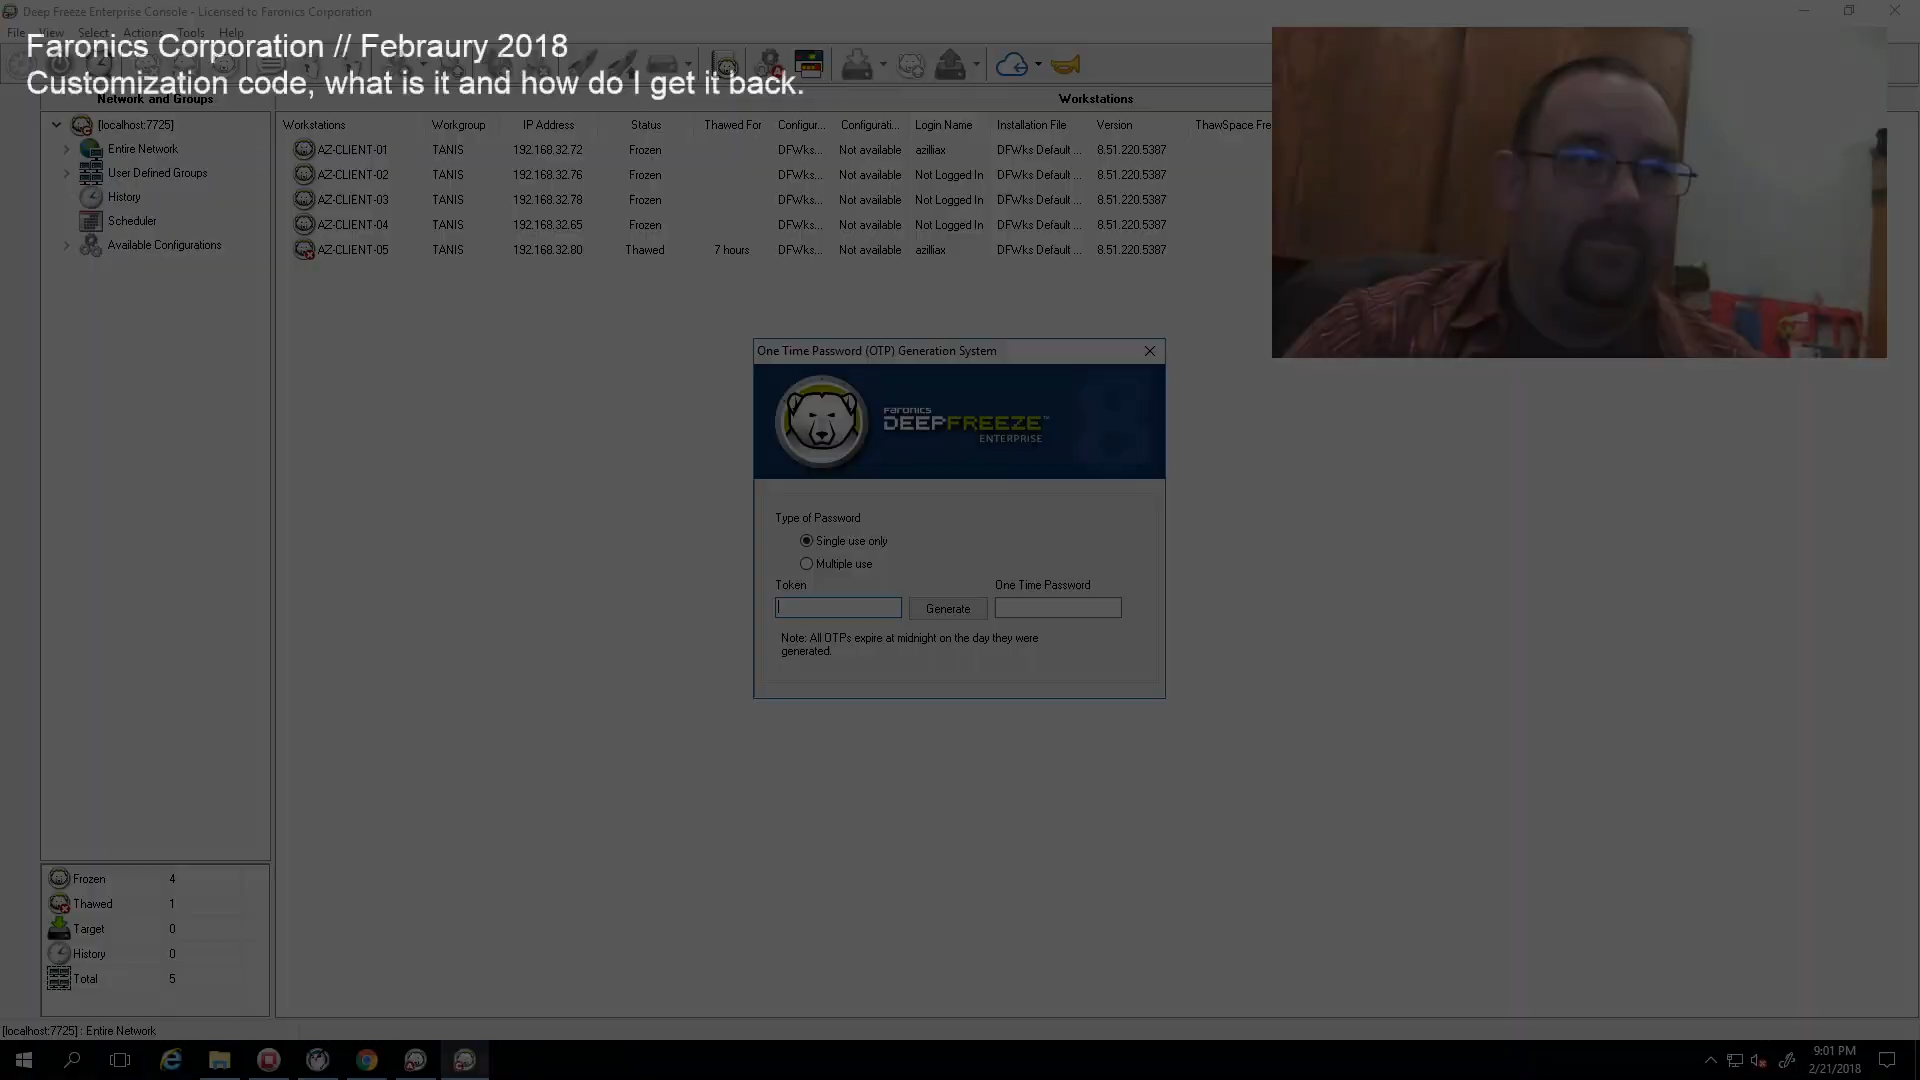 Deep Freeze Enterprise Console - Licensed to Faronics Corporation
File View Select Actions Tools Help
Faronics Corporation // Febraury 2018
Customization code, what is it and how do I get it back.
Network and Groups
Workstations
[localhost:7725]
Entire Network
User Defined Groups
History
Scheduler
Available Configurations
Workstations Workgroup IP Address Status Thawed For Configur... Configurati... Login Name Installation File Version ThawSpace Fre
AZ-CLIENT-01 TANIS 192.168.32.72 Frozen DFWks... Not available azilliax DFWks Default ... 8.51.220.5387
AZ-CLIENT-02 TANIS 192.168.32.76 Frozen DFWks... Not available Not Logged In DFWks Default ... 8.51.220.5387
AZ-CLIENT-03 TANIS 192.168.32.78 Frozen DFWks... Not available Not Logged In DFWks Default ... 8.51.220.5387
AZ-CLIENT-04 TANIS 192.168.32.65 Frozen DFWks... Not available Not Logged In DFWks Default ... 8.51.220.5387
AZ-CLIENT-05 TANIS 192.168.32.80 Thawed 7 hours DFWks... Not available azilliax DFWks Default ... 8.51.220.5387
One Time Password (OTP) Generation System
FARONICS
DEEPFREEZE™
ENTERPRISE
8
Type of Password
Single use only
Multiple use
Token One Time Password
Generate
Note: All OTPs expire at midnight on the day they were
generated.
Frozen 4
Thawed 1
Target 0
History 0
Total 5
[localhost:7725] : Entire Network
9:01 PM
2/21/2018